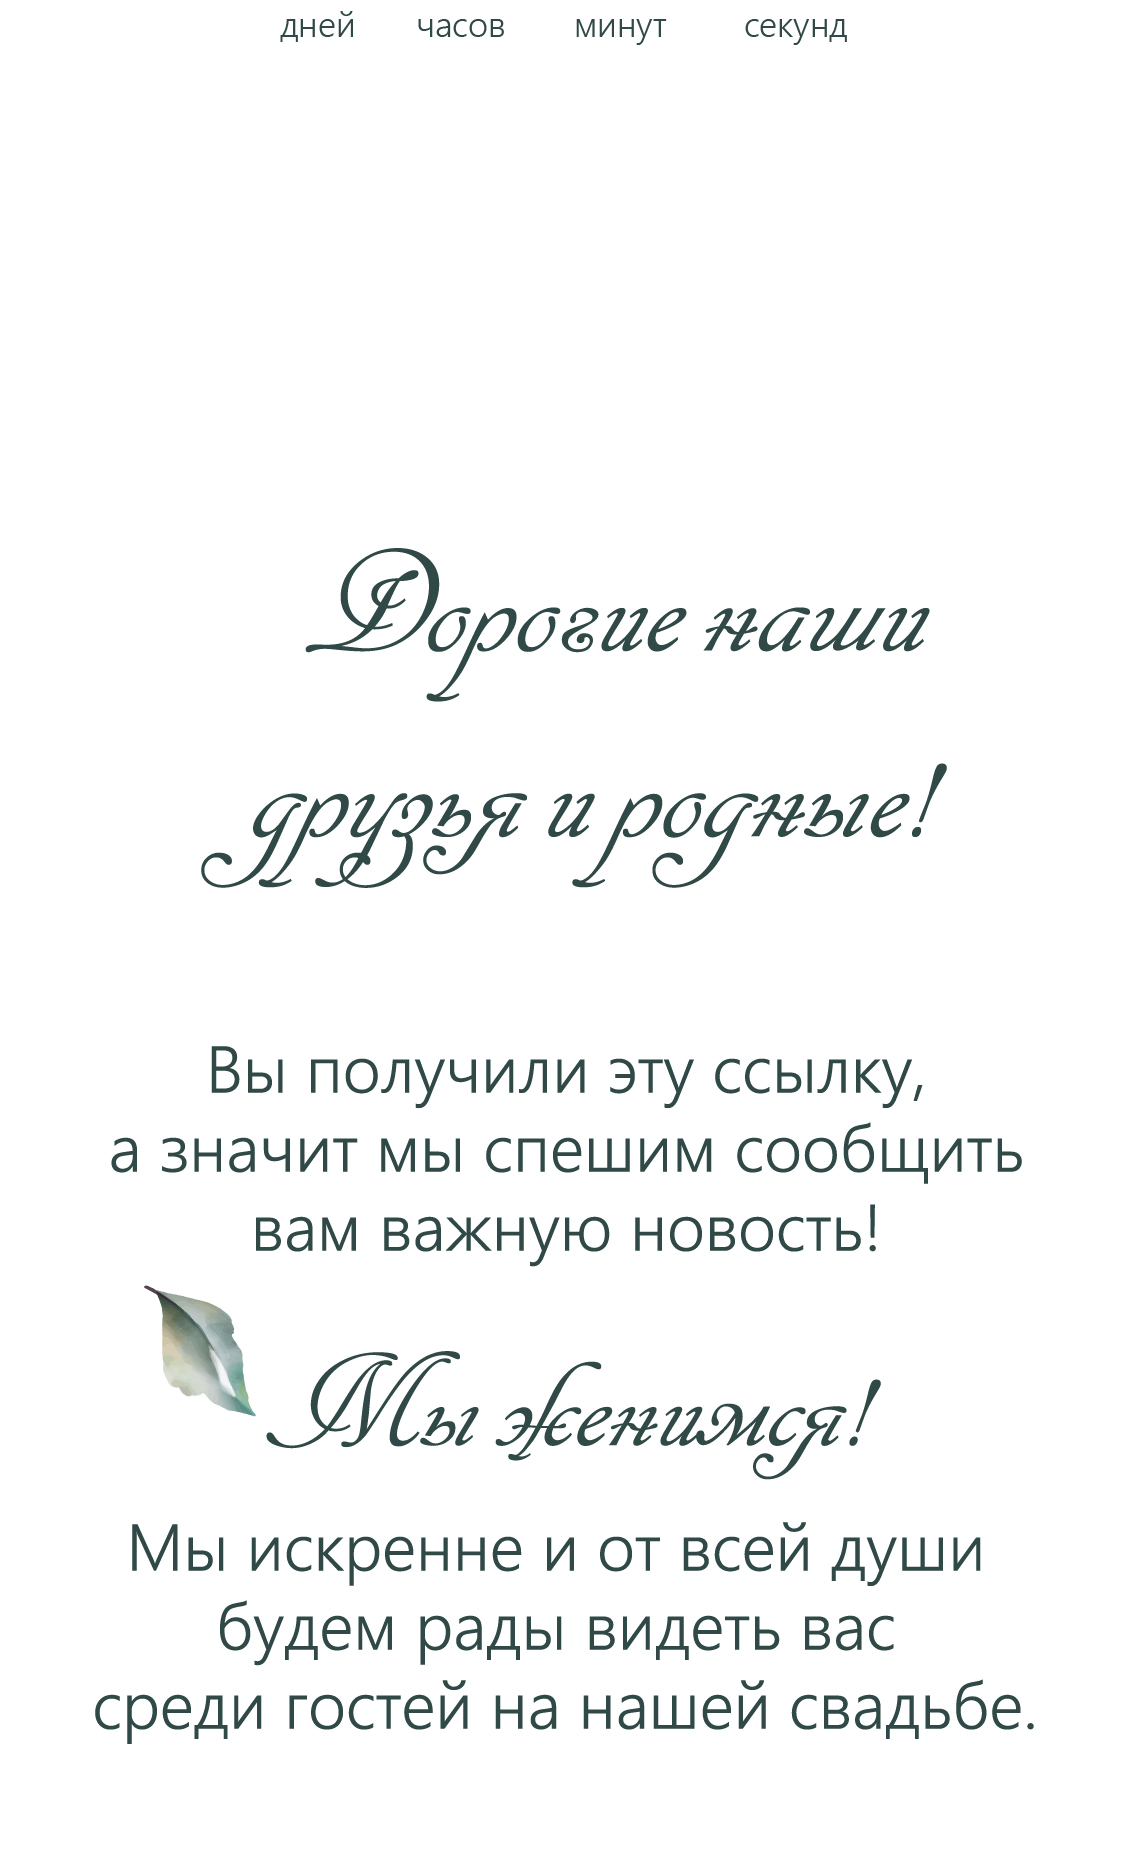 дней часов минут секунд
Дорогие наши
друзья и родные!
Вы получили эту ссылку,
а значит мы спешим сообщить
вам важную новость!
Мы женимся!
Мы искренне и от всей души
будем рады видеть вас
среди гостей на нашей свадьбе.